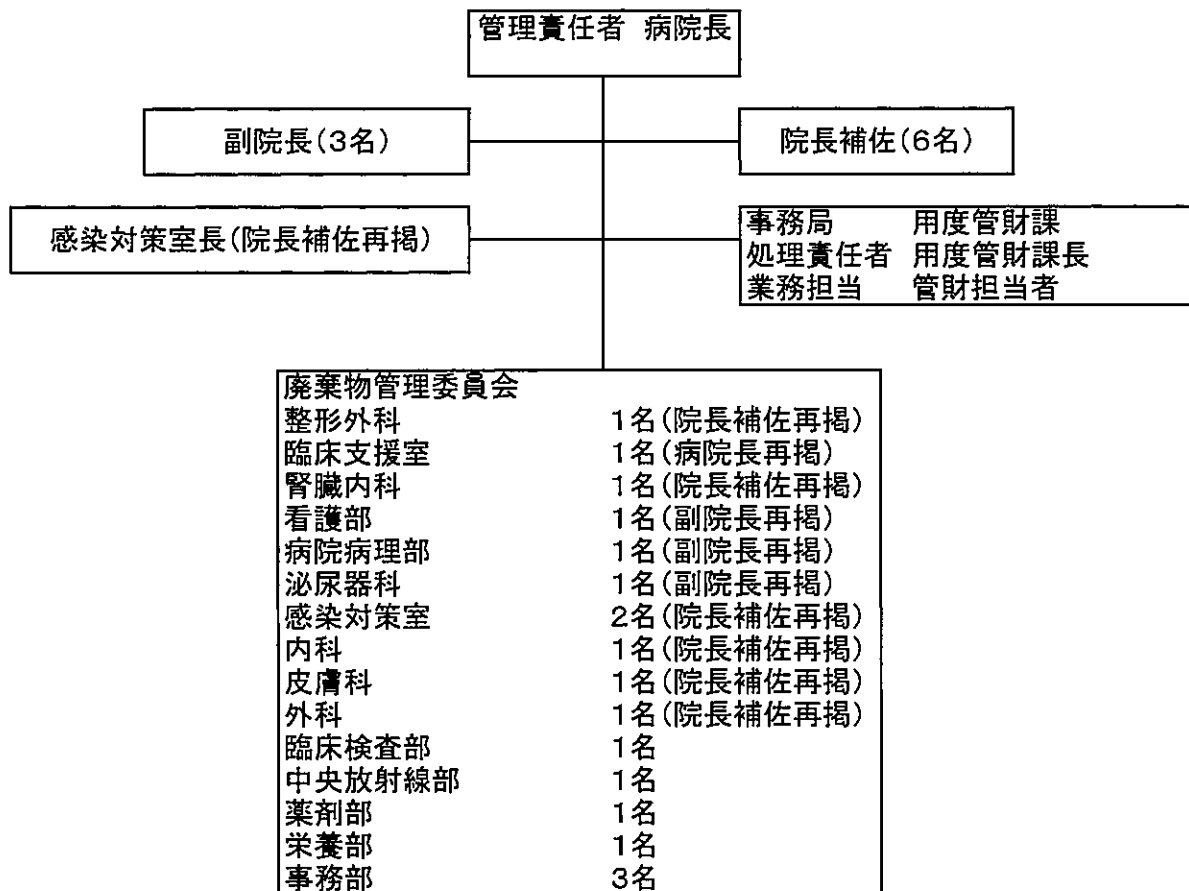 管理責任者 病院長
副院長(3名)
院長補佐(6名)
感染対策室長(院長補佐再掲)
事務局 用度管財課
処理責任者 用度管財課長
業務担当 管財担当者
廃棄物管理委員会
整形外科 1名(院長補佐再掲)
臨床支援室 1名(病院長再掲)
腎臓内科 1名(院長補佐再掲)
看護部 1名(副院長再掲)
病院病理部 1名(副院長再掲)
泌尿器科 1名(副院長再掲)
感染対策室 2名(院長補佐再掲)
内科 1名(院長補佐再掲)
皮膚科 1名(院長補佐再掲)
外科 1名(院長補佐再掲)
臨床検査部 1名
中央放射線部 1名
薬剤部 1名
栄養部 1名
事務部 3名